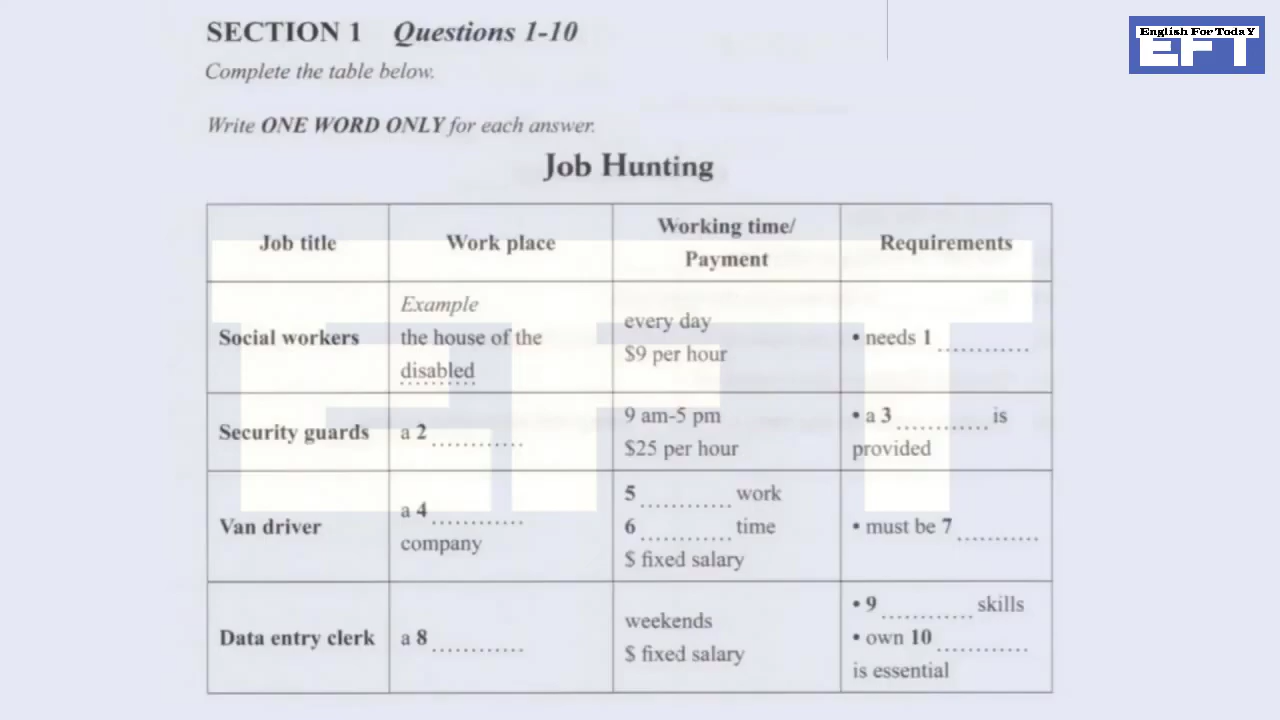 SECTION 1 Questions 1-10
English For TodaY
EFT
Complete the table below.
Write ONE WORD ONLY for each answer.
Job Hunting
Job title
Work place
Working time/
Payment
Requirements
Social workers
Example
the house of the
disabled
every day
$9 per hour
• needs 1 ............
Security guards
a 2 ............
9 am-5 pm
$25 per hour
• a 3 ............ is
provided
Van driver
a 4 ............
company
5 ............ work
6 ............ time
$ fixed salary
• must be 7 ............
Data entry clerk
a 8 ............
weekends
$ fixed salary
• 9 ............ skills
• own 10 ............
is essential
EFT